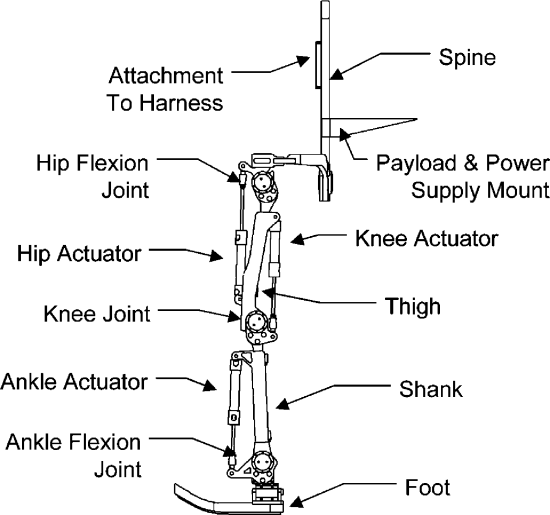 Attachment
To Harness
Spine
Hip Flexion
Joint
Payload & Power
Supply Mount
Hip Actuator
Knee Actuator
Knee Joint
Thigh
Ankle Actuator
Shank
Ankle Flexion
Joint
Foot